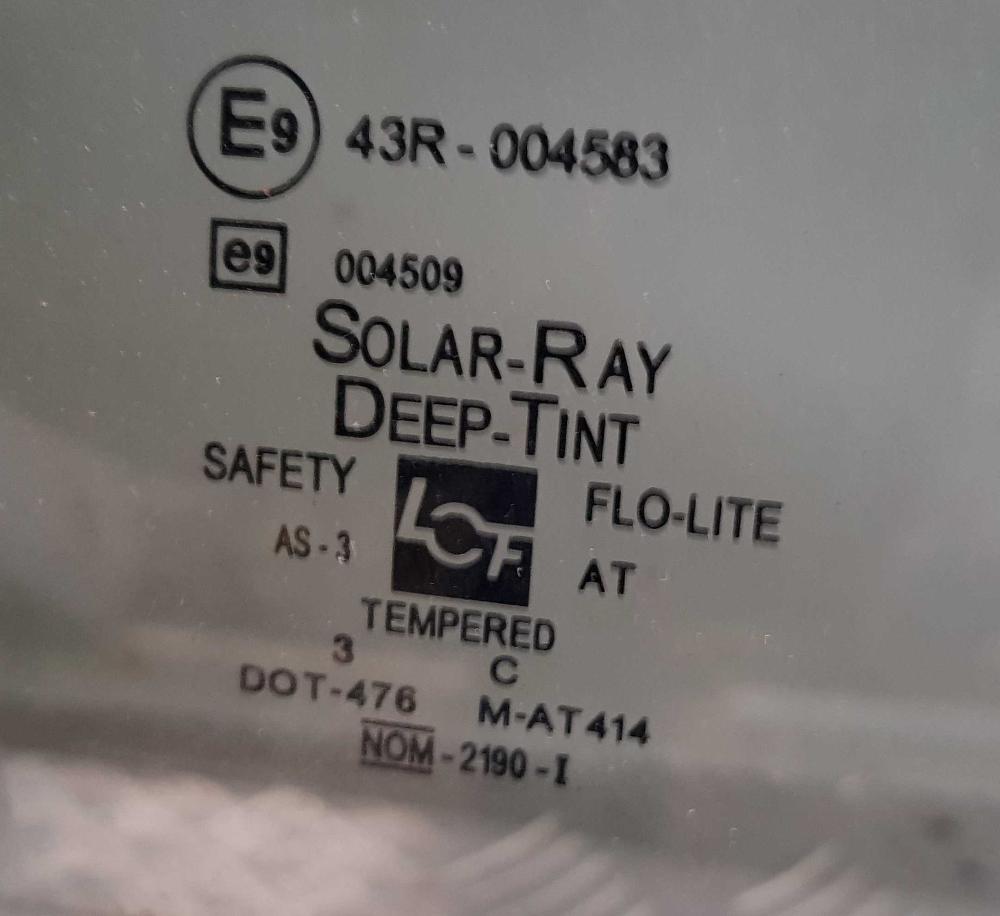 E9 43R-004583
e9 004509
SOLAR-RAY
DEEP-TINT
SAFETY LOF FLO-LITE
AS-3 AT
TEMPERED
3 C
DOT-476 M-AT414
NOM-2190-I